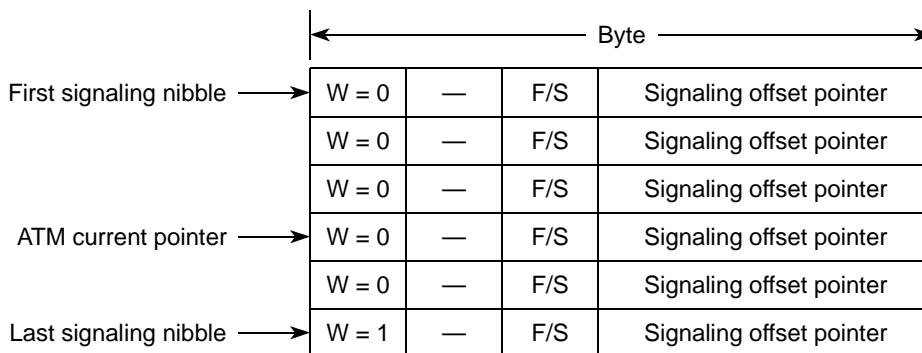 Byte
First signaling nibble W = 0 — F/S Signaling offset pointer
W = 0 — F/S Signaling offset pointer
W = 0 — F/S Signaling offset pointer
ATM current pointer W = 0 — F/S Signaling offset pointer
W = 0 — F/S Signaling offset pointer
Last signaling nibble W = 1 — F/S Signaling offset pointer